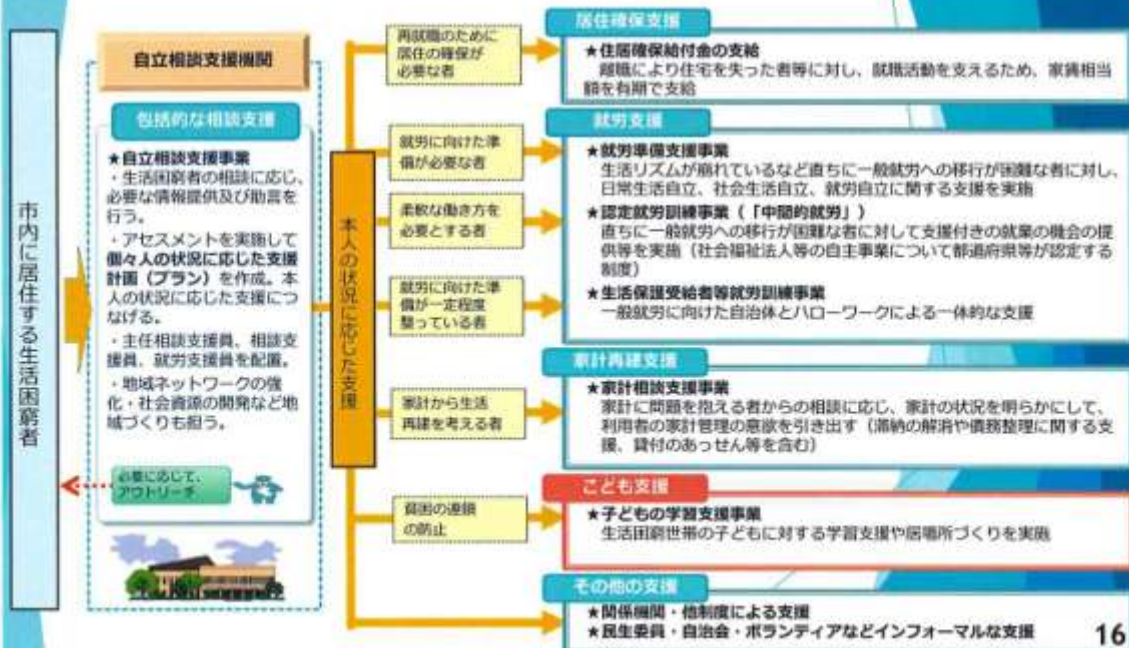 市内に居住する生活困窮者
自立相談支援機関
包括的な相談支援
★自立相談支援事業
・生活困窮者の相談に応じ、
必要な情報提供及び助言を
行う。
・アセスメントを実施して
個々人の状況に応じた支援
計画（プラン）を作成。本
人の状況に応じた支援につ
なげる。
・主任相談支援員、相談支
援員、就労支援員を配置。
・地域ネットワークの強
化・社会資源の開発など地
域づくりも担う。
必要に応じて、
アウトリーチ
本人の状況に応じた支援
再就職のために
居住の確保が
必要な者
居住確保支援
★住居確保給付金の支給
離職により住宅を失った者等に対し、就職活動を支えるため、家賃相当
額を有期で支給
就労に向けた準
備が必要な者
柔軟な働き方を
必要とする者
就労に向けた準
備が一定程度
整っている者
就労支援
★就労準備支援事業
生活リズムが崩れているなど直ちに一般就労への移行が困難な者に対し、
日常生活自立、社会生活自立、就労自立に関する支援を実施
★認定就労訓練事業（「中間的就労」）
直ちに一般就労への移行が困難な者に対して支援付きの就業の機会の提
供等を実施（社会福祉法人等の自主事業について都道府県等が認定する
制度）
★生活保護受給者等就労訓練事業
一般就労に向けた自治体とハローワークによる一体的な支援
家計から生活
再建を考える者
家計再建支援
★家計相談支援事業
家計に問題を抱える者からの相談に応じ、家計の状況を明らかにして、
利用者の家計管理の意欲を引き出す（滞納の解消や債務整理に関する支
援、貸付のあっせん等を含む）
貧困の連鎖
の防止
こども支援
★子どもの学習支援事業
生活困窮世帯の子どもに対する学習支援や居場所づくりを実施
その他の支援
★関係機関・他制度による支援
★民生委員・自治会・ボランティアなどインフォーマルな支援
16